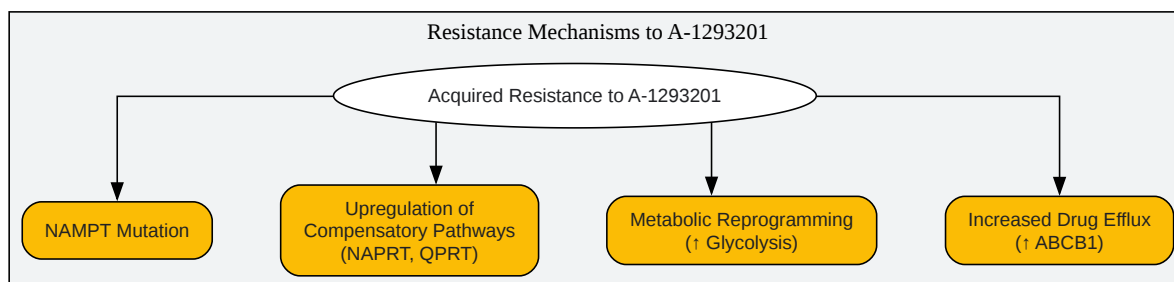 Resistance Mechanisms to A-1293201
Acquired Resistance to A-1293201
NAMPT Mutation
Upregulation of
Compensatory Pathways
(NAPRT, QPRT)
Metabolic Reprogramming
(↑ Glycolysis)
Increased Drug Efflux
(↑ ABCB1)